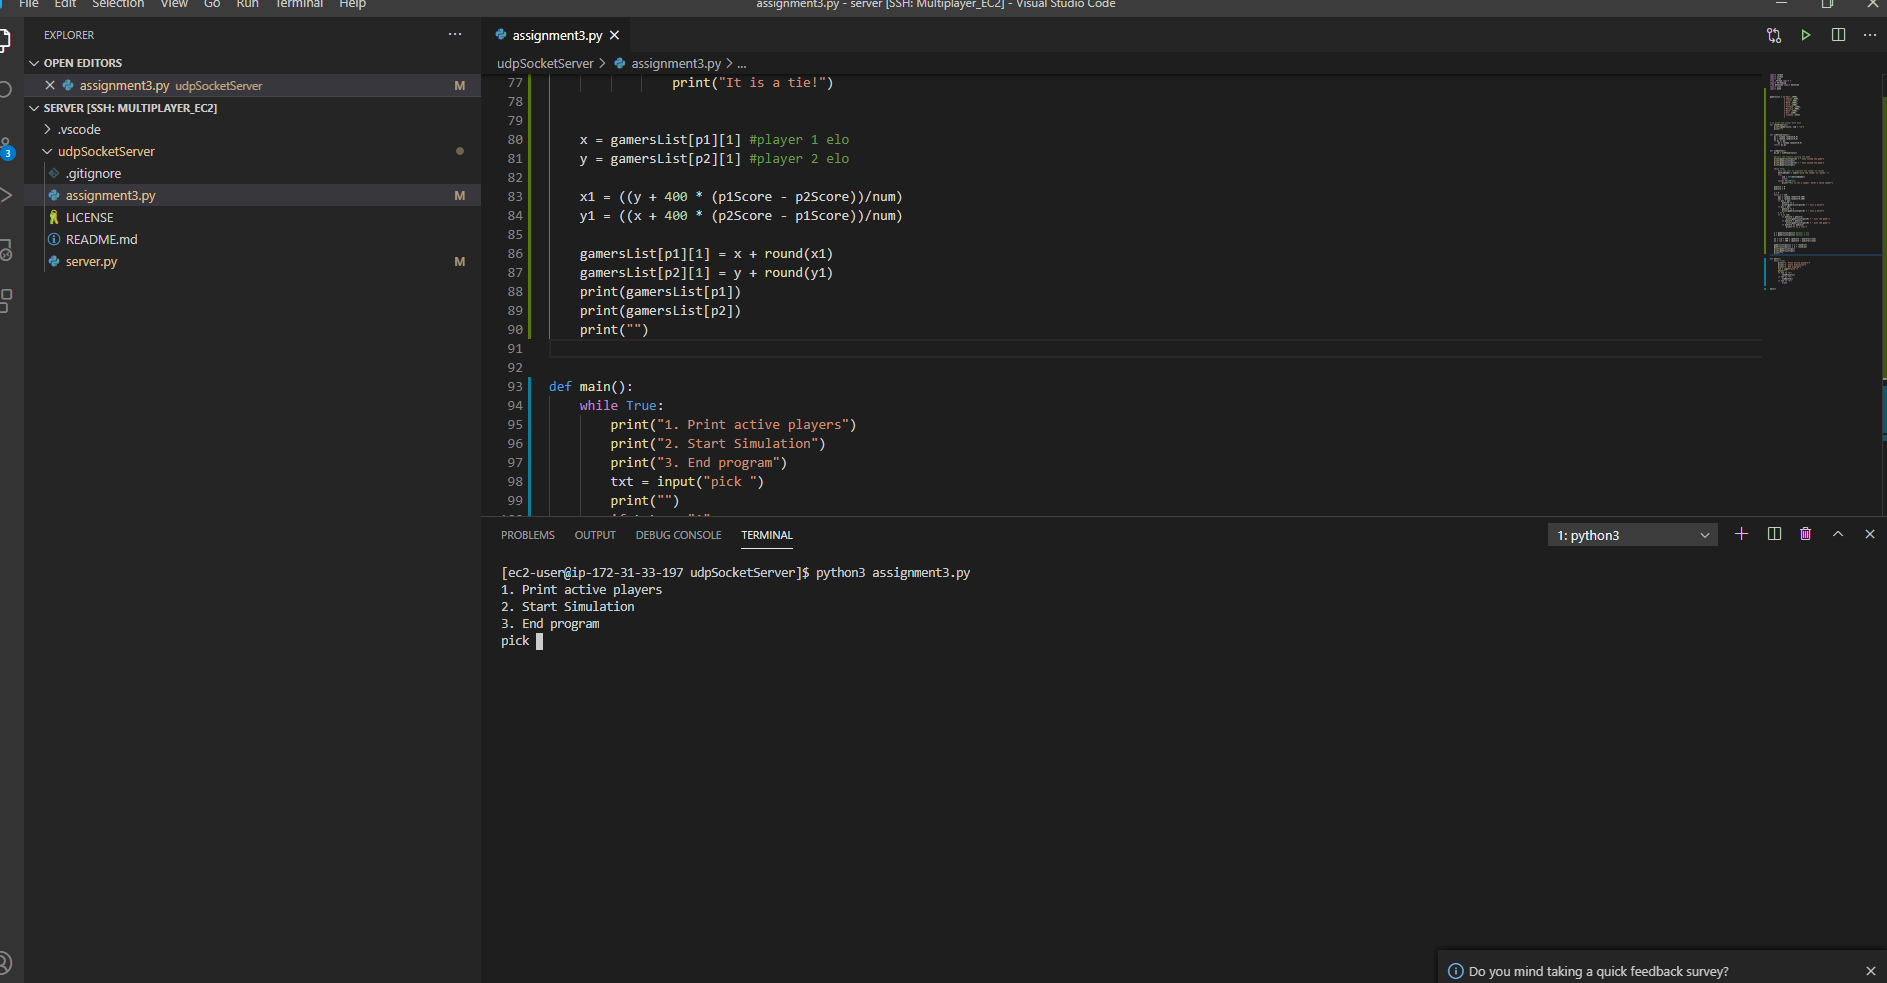 File Edit Selection View Go Run Terminal Help
assignment3.py - server [SSH: Multiplayer_EC2] - Visual Studio Code
EXPLORER
OPEN EDITORS
assignment3.py udpSocketServer M
SERVER [SSH: MULTIPLAYER_EC2]
.vscode
udpSocketServer
.gitignore
assignment3.py M
LICENSE
README.md
server.py M
3
assignment3.py
udpSocketServer > assignment3.py > ...
77 print("It is a tie!")
78
79
80 x = gamersList[p1][1] #player 1 elo
81 y = gamersList[p2][1] #player 2 elo
82
83 x1 = ((y + 400 * (p1Score - p2Score))/num)
84 y1 = ((x + 400 * (p2Score - p1Score))/num)
85
86 gamersList[p1][1] = x + round(x1)
87 gamersList[p2][1] = y + round(y1)
88 print(gamersList[p1])
89 print(gamersList[p2])
90 print("")
91
92
93 def main():
94 while True:
95 print("1. Print active players")
96 print("2. Start Simulation")
97 print("3. End program")
98 txt = input("pick ")
99 print("")
PROBLEMS OUTPUT DEBUG CONSOLE TERMINAL
1: python3
[ec2-user@ip-172-31-33-197 udpSocketServer]$ python3 assignment3.py
1. Print active players
2. Start Simulation
3. End program
pick
Do you mind taking a quick feedback survey?